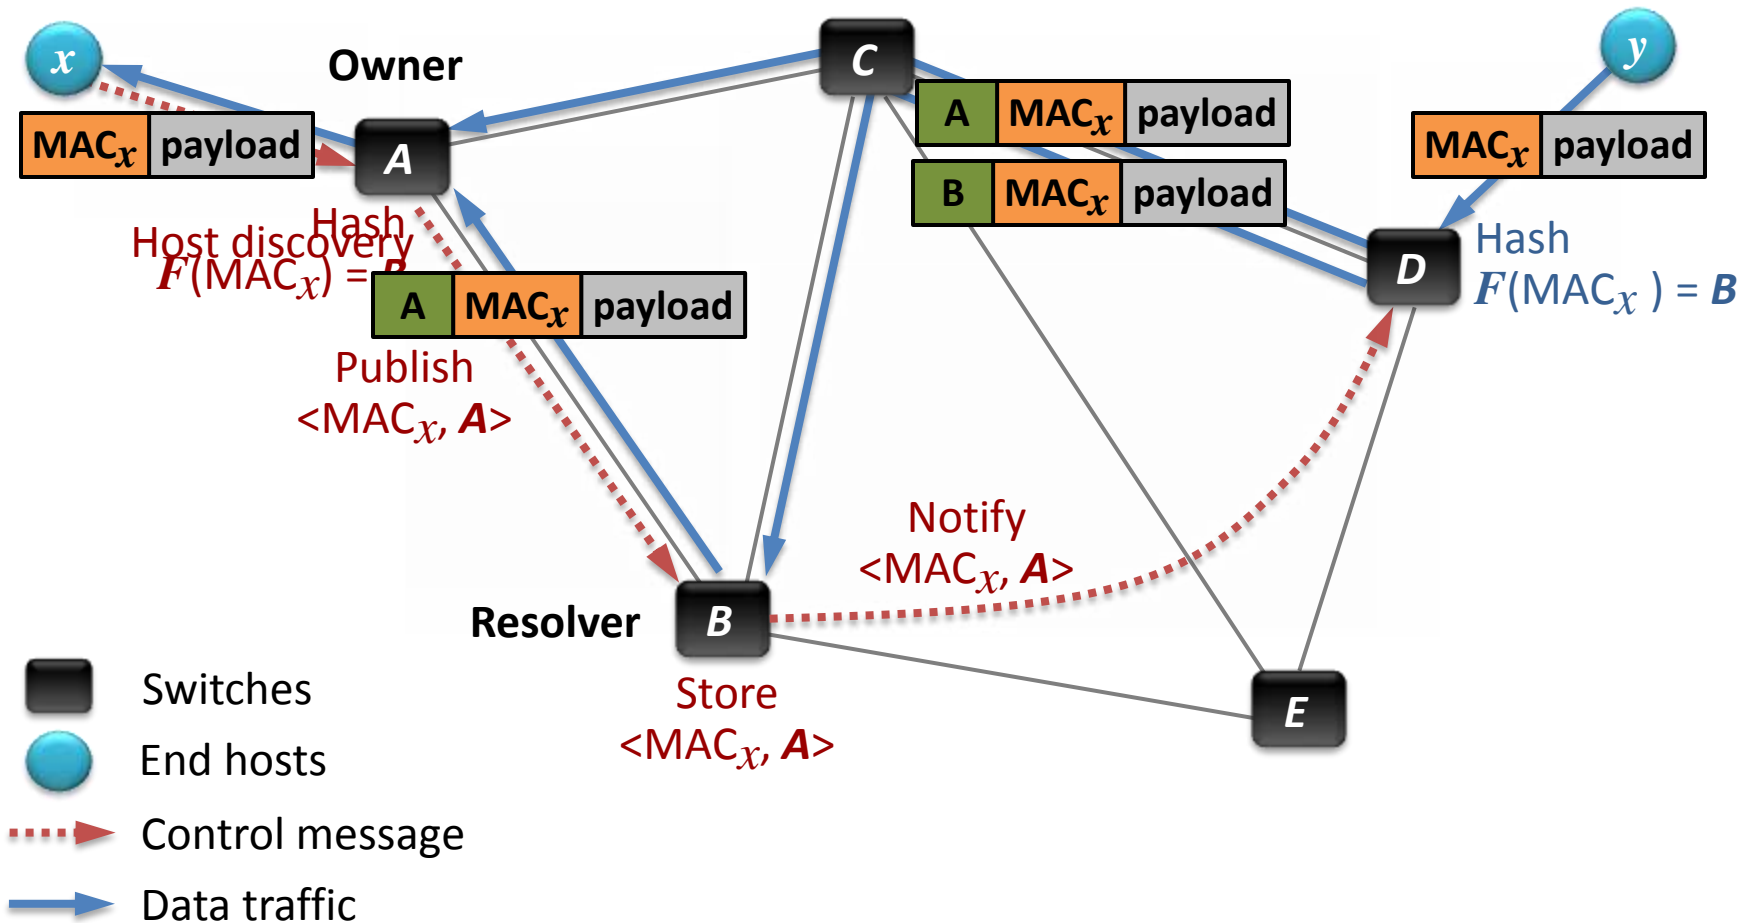 x
Owner
C
y
MACx payload
A
A MACx payload
B MACx payload
MACx payload
Hash
Host discovery
F(MACx) = B
D
Hash
F(MACx ) = B
A MACx payload
Publish
<MACx, A>
Notify
<MACx, A>
Resolver
B
Store
<MACx, A>
E
Switches
End hosts
Control message
Data traffic